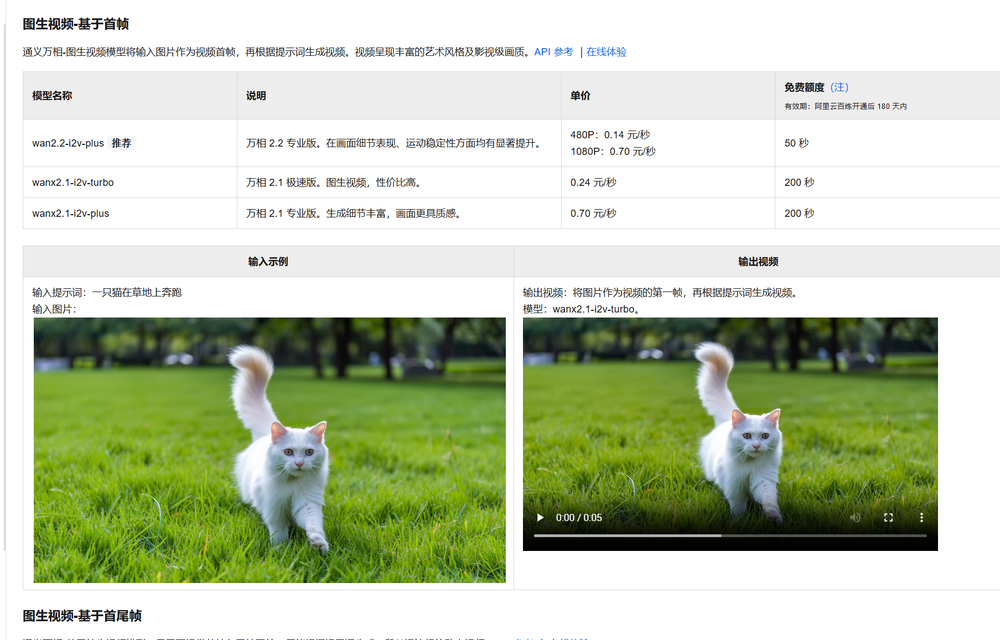 图生视频-基于首帧
通义万相-图生视频模型将输入图片作为视频首帧，再根据提示词生成视频。视频呈现丰富的艺术风格及影视级画质。API 参考 | 在线体验
模型名称 说明 单价 免费额度（注）
有效期：阿里云百炼开通后 180 天内
wan2.2-i2v-plus 推荐 万相 2.2 专业版。在画面细节表现、运动稳定性方面均有显著提升。 480P：0.14 元/秒 50 秒
1080P：0.70 元/秒
wanx2.1-i2v-turbo 万相 2.1 极速版。图生视频，性价比高。 0.24 元/秒 200 秒
wanx2.1-i2v-plus 万相 2.1 专业版。生成细节丰富，画面更具质感。 0.70 元/秒 200 秒
输入示例 输出视频
输入提示词：一只猫在草地上奔跑
输入图片：
输出视频：将图片作为视频的第一帧，再根据提示词生成视频。
模型：wanx2.1-i2v-turbo。
0:00 / 0:05
图生视频-基于首尾帧